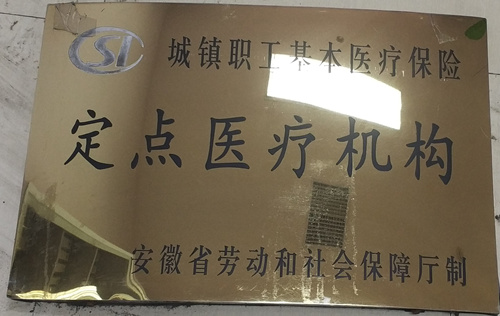 CSI 城镇职工基本医疗保险
定点医疗机构
安徽省劳动和社会保障厅制